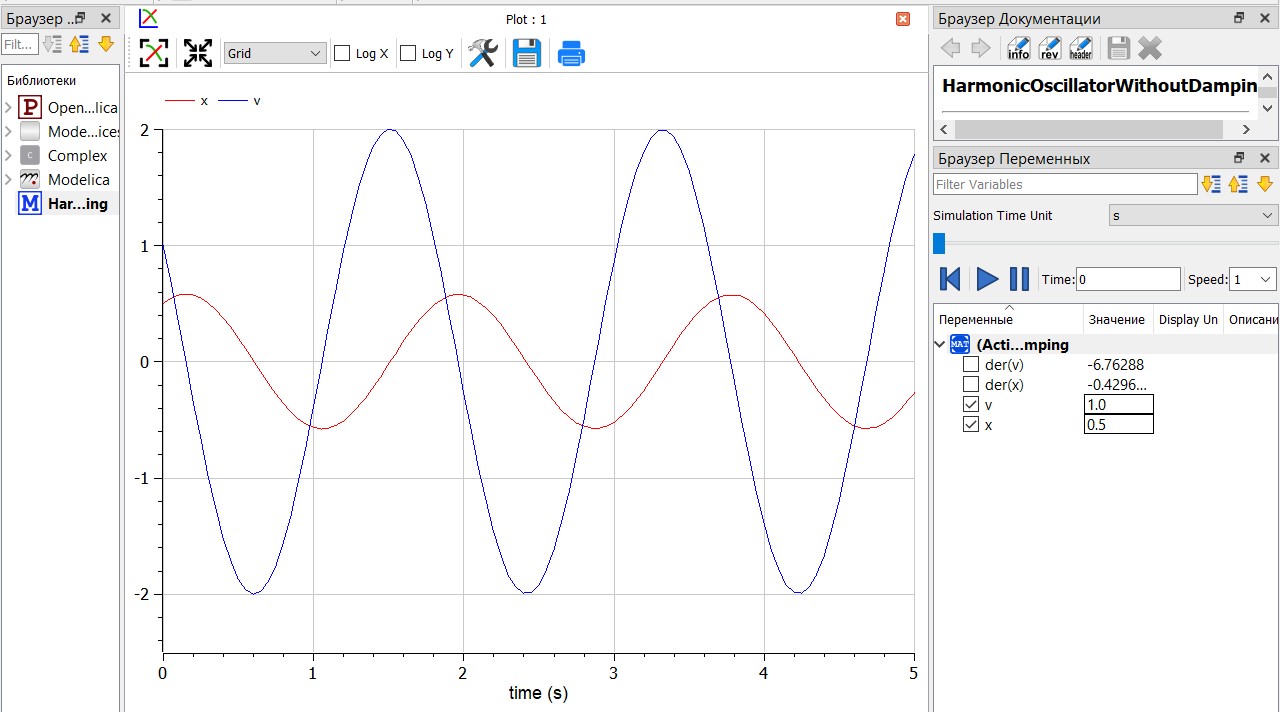 Браузер ..
Filt...
Библиотеки
P Open...lica
Mode...ices
C Complex
Modelica
M Har...ing
Plot : 1
Grid Log X Log Y
x v
2
1
0
-1
-2
0 1 2 3 4 5
time (s)
Браузер Документации
info rev header
HarmonicOscillatorWithoutDampin
Браузер Переменных
Filter Variables
Simulation Time Unit s
Time: 0 Speed: 1
Переменные Значение Display Un Описани
MAT (Acti...mping
der(v) -6.76288
der(x) -0.4296...
v 1.0
x 0.5